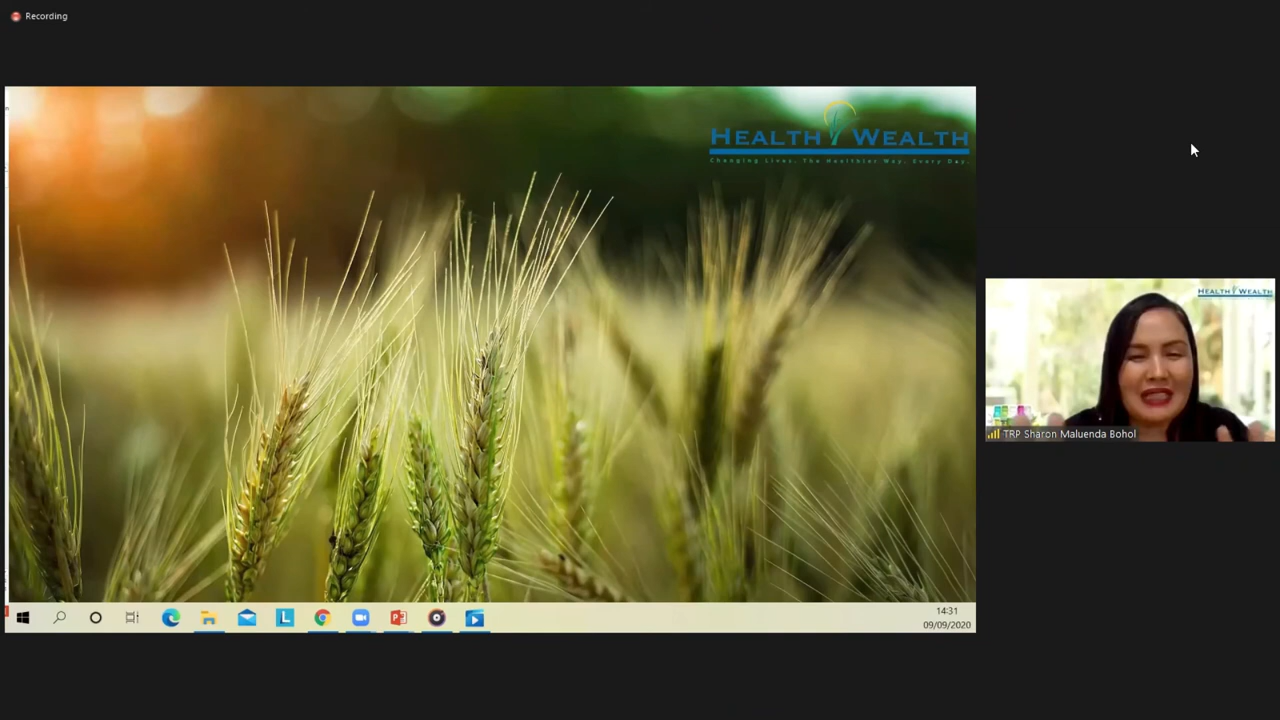 Recording
HEALTH WEALTH
Changing Lives. The Healthier Way. Every Day.
HEALTH WEALTH
TRP Sharon Maluenda Bohol
14:31
09/09/2020